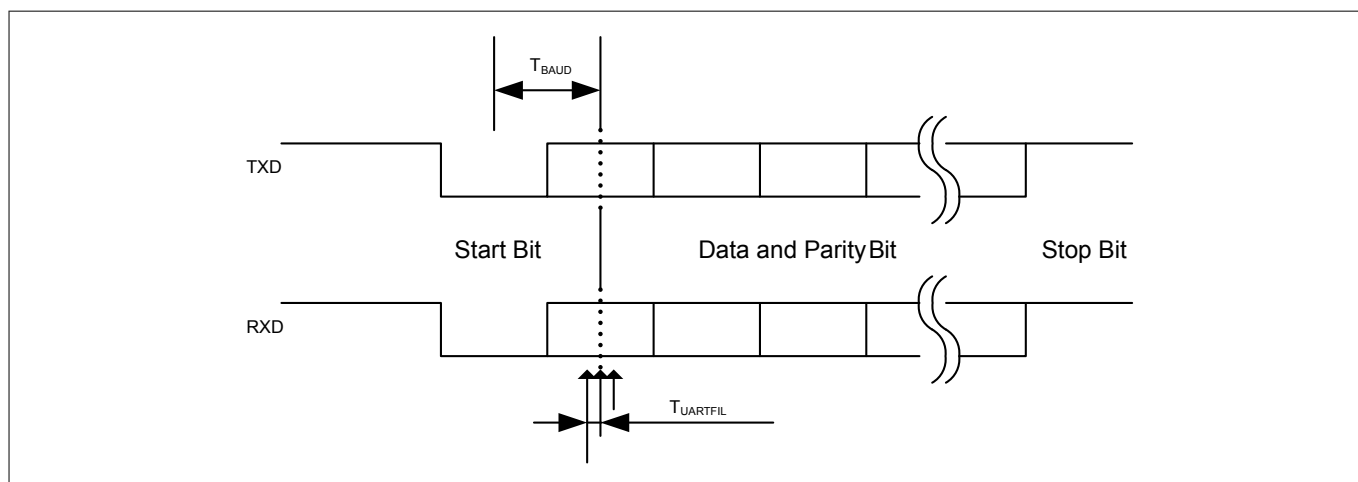 TBAUD
TXD
Start Bit Data and Parity Bit Stop Bit
RXD
TUARTFIL